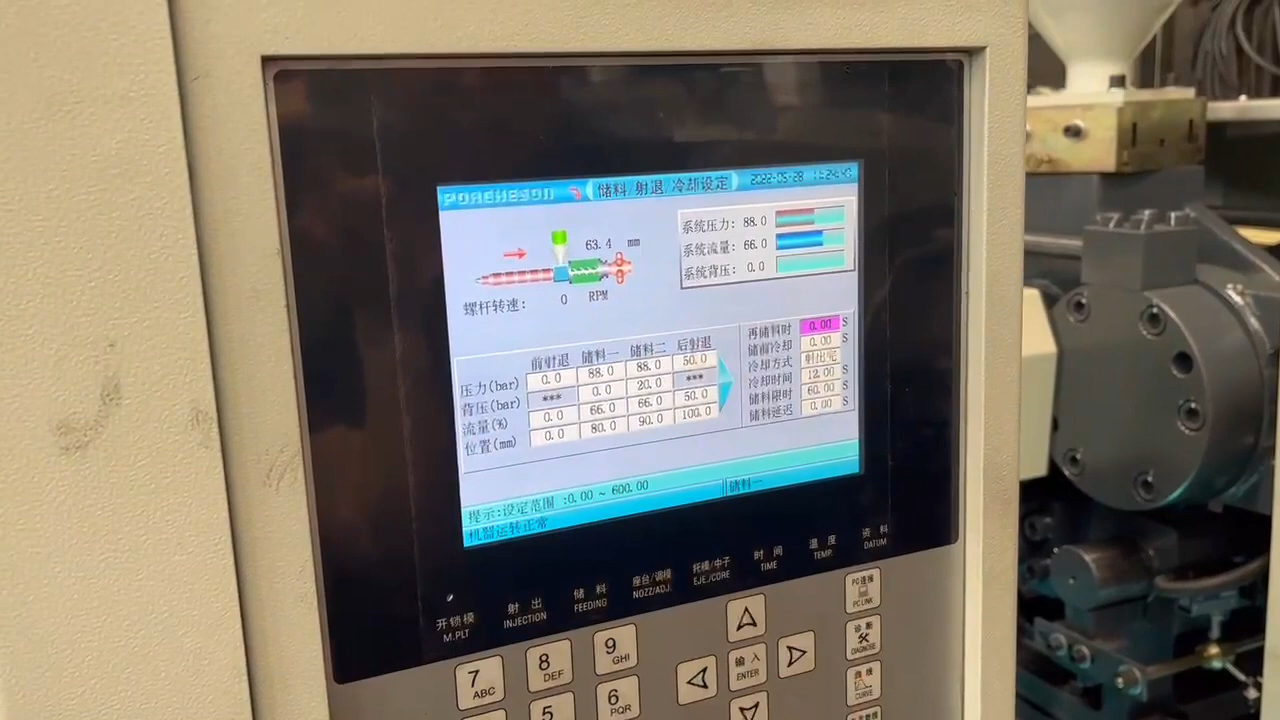 PORCHESON 储料/射退/冷却设定 2022-05-28
系统压力: 88.0
系统流量: 66.0
系统背压: 0.0
63.4 mm
螺杆转速: 0 RPM
前射退 储料一 储料二 后射退
压力(bar) 0.0 88.0 88.0 50.0
背压(bar) *** 0.0 20.0 ***
流量(%) 0.0 66.0 66.0 50.0
位置(mm) 0.0 80.0 90.0 100.0
再储料时 0.00 S
储前冷却 0.00 S
冷却方式 射出完
冷却时间 12.00 S
储料限时 60.00 S
储料延迟 0.00 S
提示:设定范围 :0.00 ~ 600.00
机器运转正常 储料一
开锁模 射出 储料 座台/调模 托模/中子 时间 温度 资料
M.PLT INJECTION FEEDING NOZZ/ADJ. EJE./CORE TIME TEMP. DATUM
7 ABC 8 DEF 9 GHI
5 6 PQR
输入 ENTER
PC连接
PC LINK
诊断
DIAGNOSE
曲线
CURVE